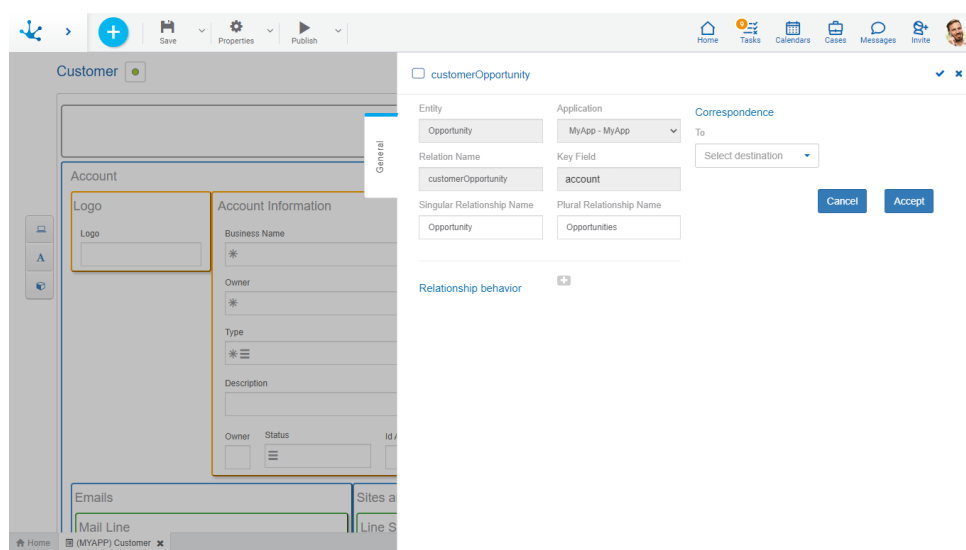 Save
Properties
Publish
Home
9
Tasks
Calendars
Cases
Messages
Invite
Customer
Account
Logo
Logo
Account Information
Business Name
Owner
Type
Description
Owner
Status
Id
Emails
Mail Line
Sites a
Line S
A
General
customerOpportunity
Entity
Opportunity
Application
MyApp - MyApp
Relation Name
customerOpportunity
Key Field
account
Singular Relationship Name
Opportunity
Plural Relationship Name
Opportunities
Relationship behavior
Correspondence
To
Select destination
Cancel
Accept
Home
(MYAPP) Customer